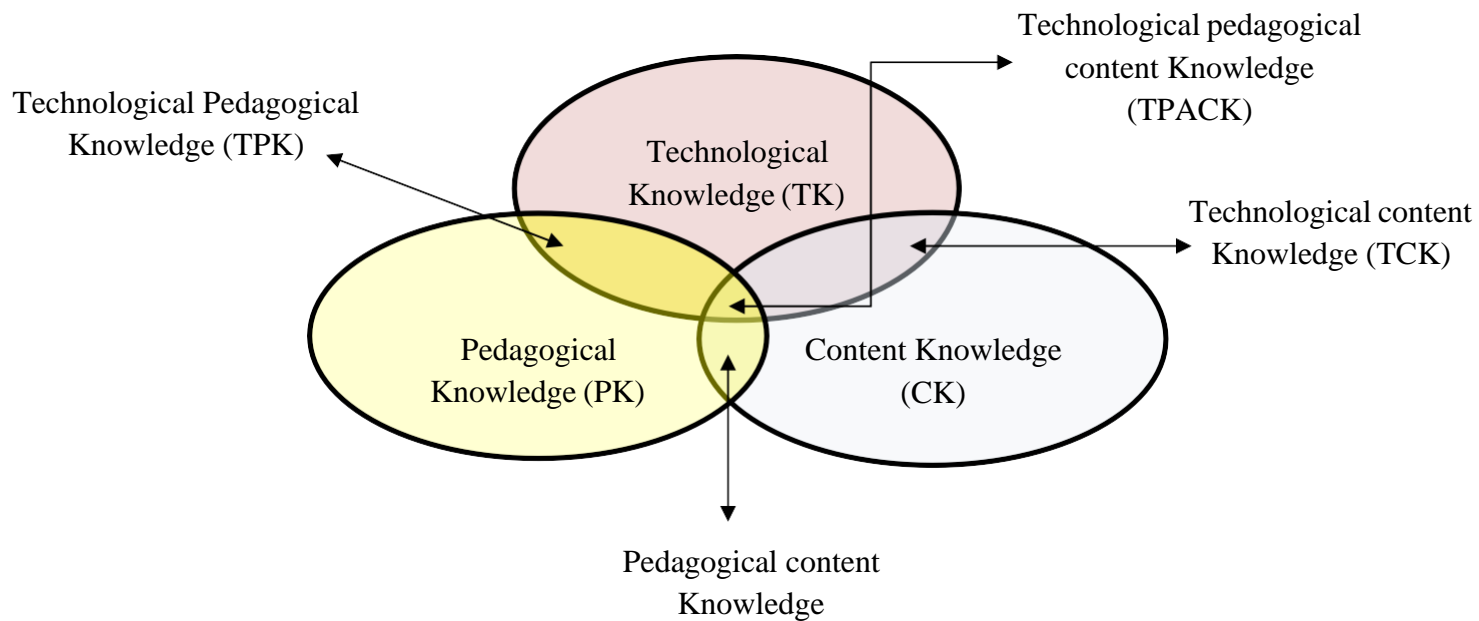 Technological pedagogical
content Knowledge
(TPACK)
Technological Pedagogical
Knowledge (TPK)
Technological
Knowledge (TK)
Technological content
Knowledge (TCK)
Pedagogical
Knowledge (PK)
Content Knowledge
(CK)
Pedagogical content
Knowledge